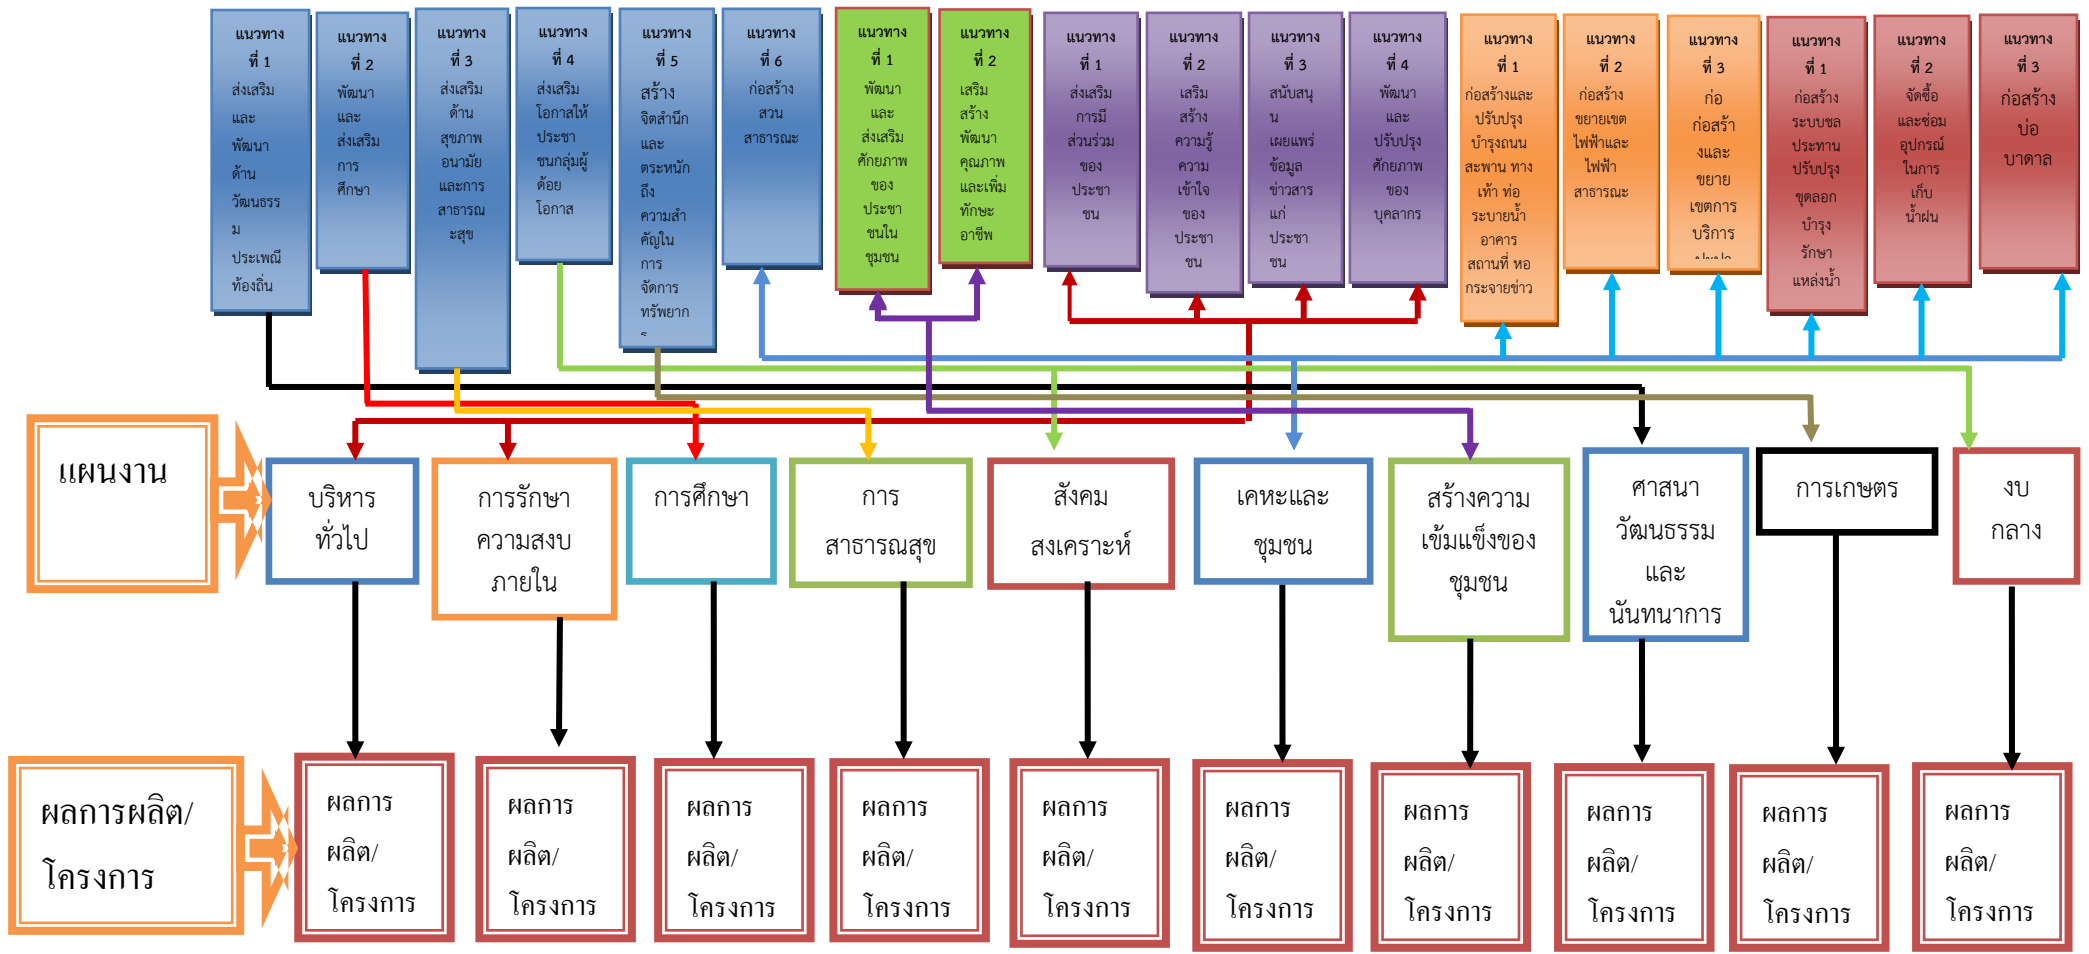 แนวทาง
ที่ 1
ส่งเสริม
และ
พัฒนา
ด้าน
วัฒนธรร
ม
ประเพณี
ท้องถิ่น
แนวทาง
ที่ 2
พัฒนา
และ
ส่งเสริม
การ
ศึกษา
แนวทาง
ที่ 3
ส่งเสริม
ด้าน
สุขภาพ
อนามัย
และการ
สาธารณ
ะสุข
แนวทาง
ที่ 4
ส่งเสริม
โอกาสให้
ประชา
ชนกลุ่มผู้
ด้อย
โอกาส
แนวทาง
ที่ 5
สร้าง
จิตสำนึก
และ
ตระหนัก
ถึง
ความสำ
คัญใน
การ
จัดการ
ทรัพยาก
แนวทาง
ที่ 6
ก่อสร้าง
สวน
สาธารณะ
แนวทาง
ที่ 1
พัฒนา
และ
ส่งเสริม
ศักยภาพ
ของ
ประชา
ชนใน
ชุมชน
แนวทาง
ที่ 2
เสริม
สร้าง
พัฒนา
คุณภาพ
และเพิ่ม
ทักษะ
อาชีพ
แนวทาง
ที่ 1
ส่งเสริม
การมี
ส่วนร่วม
ของ
ประชา
ชน
แนวทาง
ที่ 2
เสริม
สร้าง
ความรู้
ความ
เข้าใจ
ของ
ประชา
ชน
แนวทาง
ที่ 3
สนับสนุ
น
เผยแพร่
ข้อมูล
ข่าวสาร
แก่
ประชา
ชน
แนวทาง
ที่ 4
พัฒนา
และ
ปรับปรุง
ศักยภาพ
ของ
บุคลากร
แนวทาง
ที่ 1
ก่อสร้างและ
ปรับปรุง
บำรุงถนน
สะพาน ทาง
เท้า ท่อ
ระบายน้ำ
อาคาร
สถานที่ หอ
กระจายข่าว
แนวทาง
ที่ 2
ก่อสร้าง
ขยายเขต
ไฟฟ้าและ
ไฟฟ้า
สาธารณะ
แนวทาง
ที่ 3
ก่อ
ก่อสร้า
งและ
ขยาย
เขตการ
บริการ
แนวทาง
ที่ 1
ก่อสร้าง
ระบบชล
ประทาน
ปรับปรุง
ขุดลอก
บำรุง
รักษา
แหล่งน้ำ
แนวทาง
ที่ 2
จัดซื้อ
และซ่อม
อุปกรณ์
ในการ
เก็บ
น้ำฝน
แนวทาง
ที่ 3
ก่อสร้าง
บ่อ
บาดาล
แผนงาน
บริหาร
ทั่วไป
การรักษา
ความสงบ
ภายใน
การศึกษา
การ
สาธารณสุข
สังคม
สงเคราะห์
เคหะและ
ชุมชน
สร้างความ
เข้มแข็งของ
ชุมชน
ศาสนา
วัฒนธรรม
และ
นันทนาการ
การเกษตร
งบ
กลาง
ผลการผลิต/
โครงการ
ผลการ
ผลิต/
โครงการ
ผลการ
ผลิต/
โครงการ
ผลการ
ผลิต/
โครงการ
ผลการ
ผลิต/
โครงการ
ผลการ
ผลิต/
โครงการ
ผลการ
ผลิต/
โครงการ
ผลการ
ผลิต/
โครงการ
ผลการ
ผลิต/
โครงการ
ผลการ
ผลิต/
โครงการ
ผลการ
ผลิต/
โครงการ